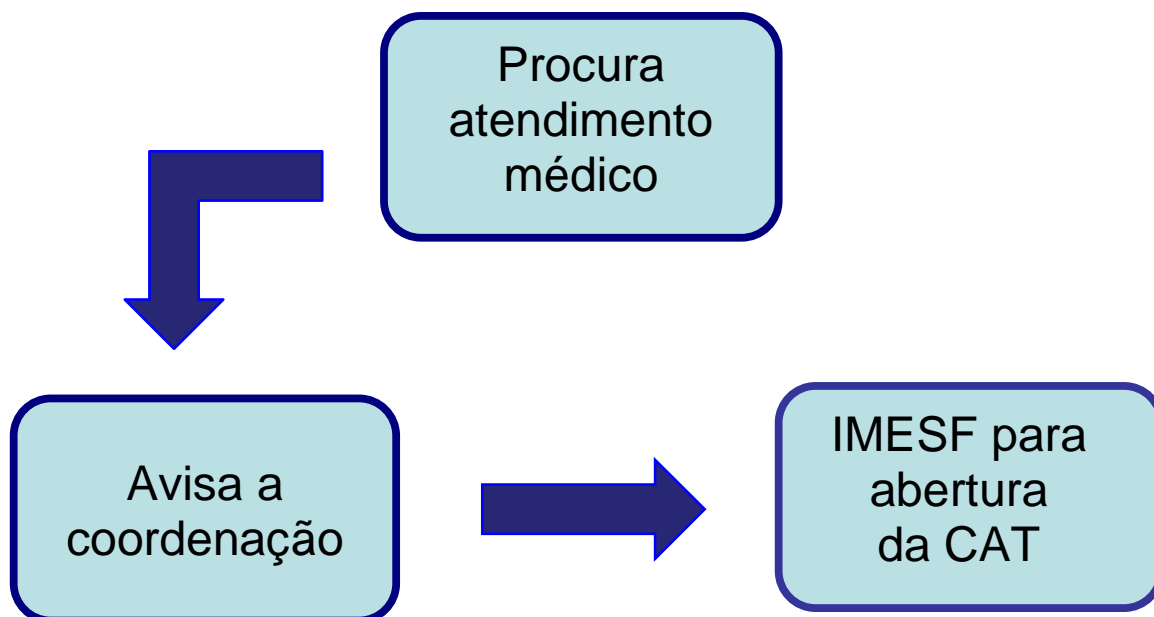 Procura
atendimento
médico
Avisa a
coordenação
IMESF para
abertura
da CAT